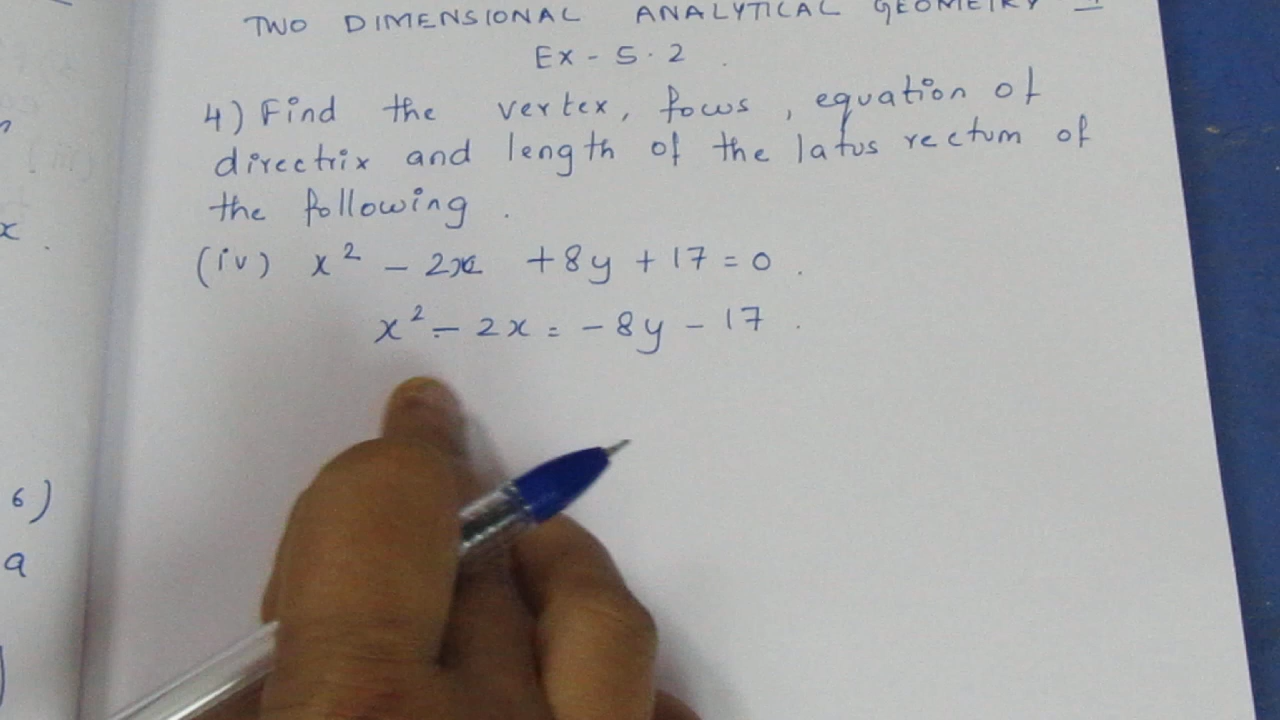 TWO DIMENSIONAL ANALYTICAL GEOMETRY
Ex - 5.2
4) Find the vertex, focus, equation of
directrix and length of the latus rectum of
the following.
(iv) x² - 2x + 8y + 17 = 0.
x² - 2x = -8y - 17.
x.
6)
a